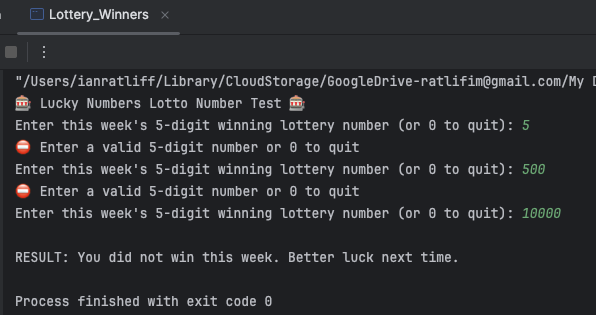 Lottery_Winners
"/Users/ianratliff/Library/CloudStorage/GoogleDrive-ratlifim@gmail.com/My D
🎰 Lucky Numbers Lotto Number Test 🎰
Enter this week's 5-digit winning lottery number (or 0 to quit): 5
⛔ Enter a valid 5-digit number or 0 to quit
Enter this week's 5-digit winning lottery number (or 0 to quit): 500
⛔ Enter a valid 5-digit number or 0 to quit
Enter this week's 5-digit winning lottery number (or 0 to quit): 10000
RESULT: You did not win this week. Better luck next time.
Process finished with exit code 0